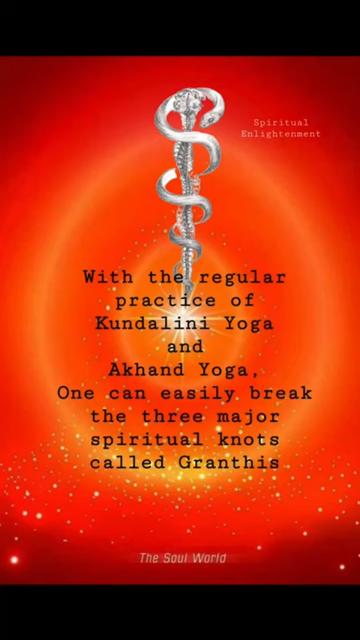 Spiritual
Enlightenment
With the regular
practice of
Kundalini Yoga
and
Akhand Yoga,
One can easily break
the three major
spiritual knots
called Granthis
The Soul World